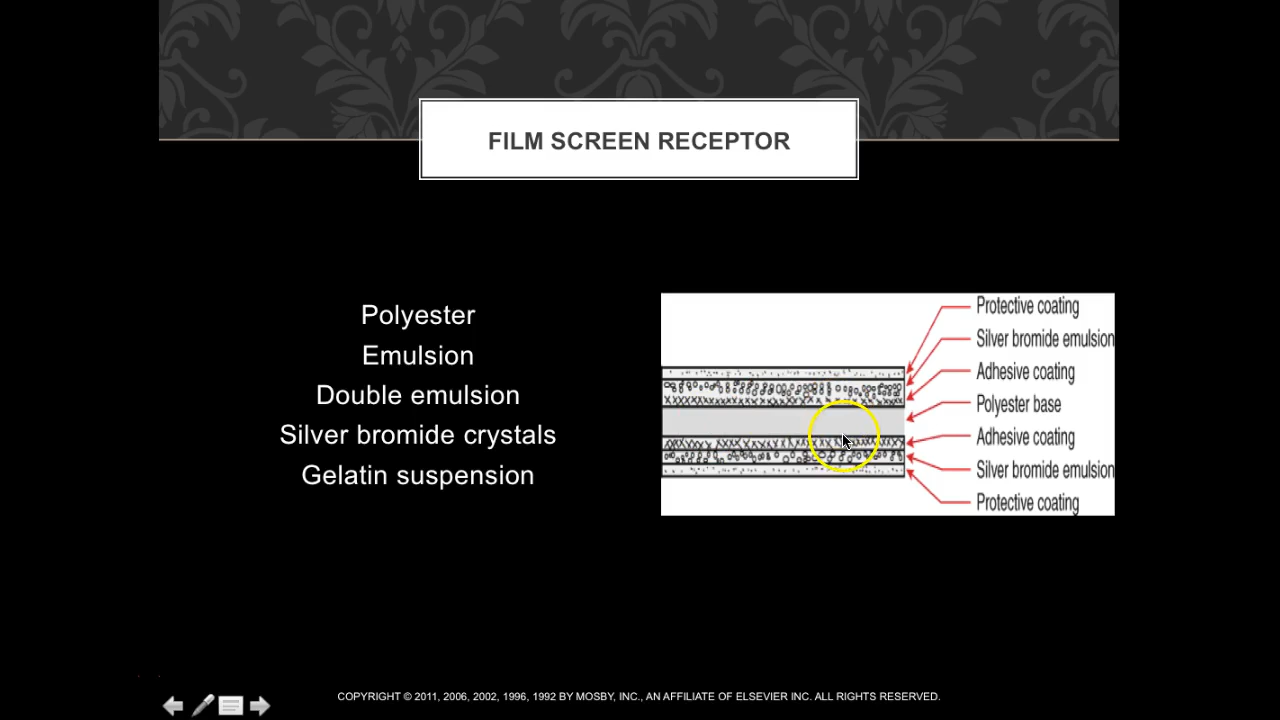 FILM SCREEN RECEPTOR
Polyester
Emulsion
Double emulsion
Silver bromide crystals
Gelatin suspension
Protective coating
Silver bromide emulsion
Adhesive coating
Polyester base
Adhesive coating
Silver bromide emulsion
Protective coating
COPYRIGHT © 2011, 2006, 2002, 1996, 1992 BY MOSBY, INC., AN AFFILIATE OF ELSEVIER INC. ALL RIGHTS RESERVED.